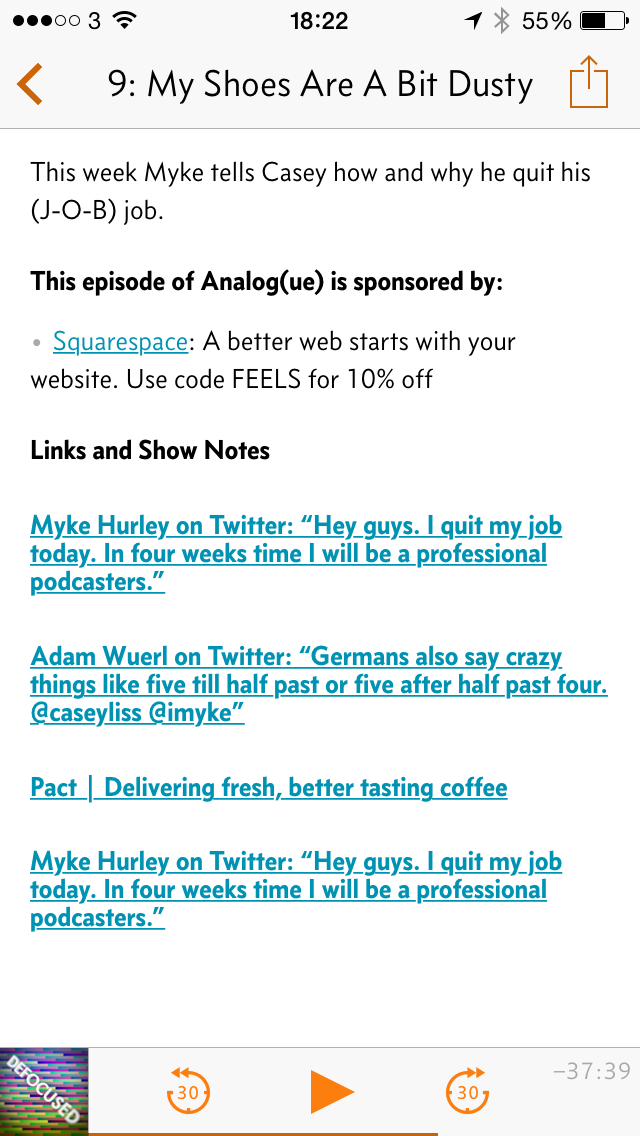 3 18:22 55%
9: My Shoes Are A Bit Dusty
This week Myke tells Casey how and why he quit his
(J-O-B) job.
This episode of Analog(ue) is sponsored by:
• Squarespace: A better web starts with your
website. Use code FEELS for 10% off
Links and Show Notes
Myke Hurley on Twitter: “Hey guys. I quit my job
today. In four weeks time I will be a professional
podcasters.”
Adam Wuerl on Twitter: “Germans also say crazy
things like five till half past or five after half past four.
@caseyliss @imyke”
Pact | Delivering fresh, better tasting coffee
Myke Hurley on Twitter: “Hey guys. I quit my job
today. In four weeks time I will be a professional
podcasters.”
DEFOCUSED
30
30
−37:39